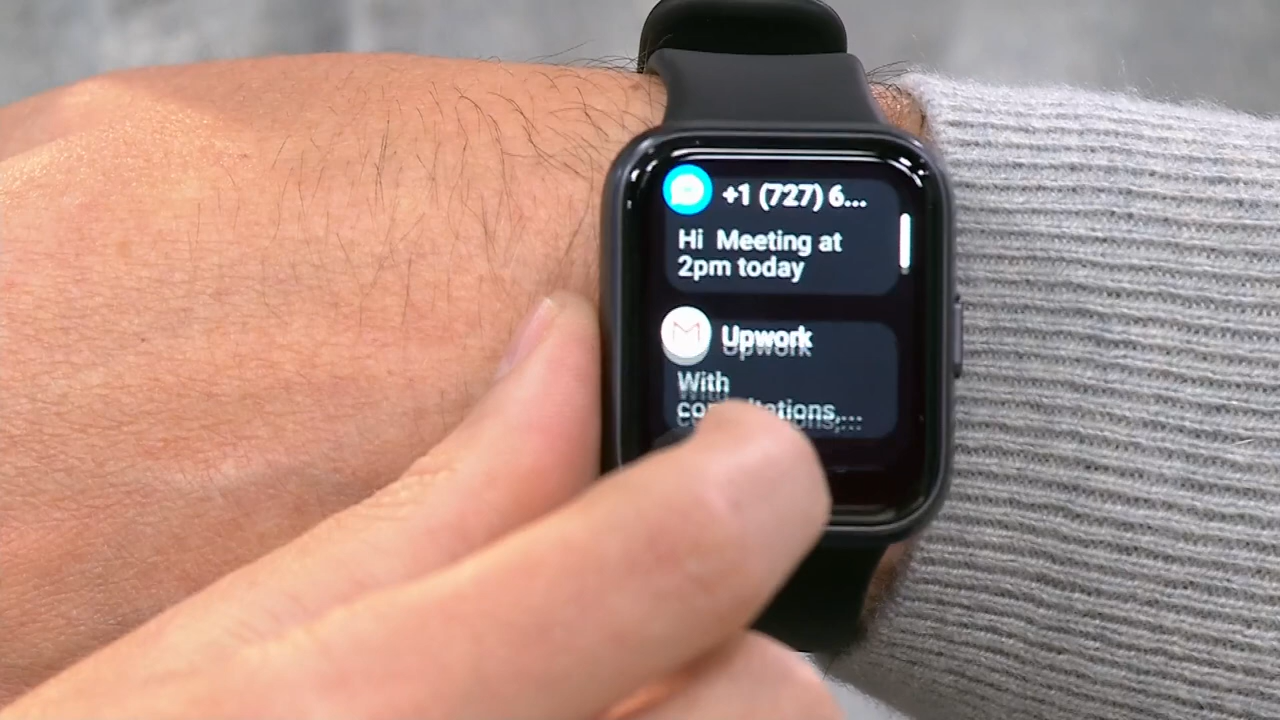 +1 (727) 6...
Hi Meeting at
2pm today
Upwork
With